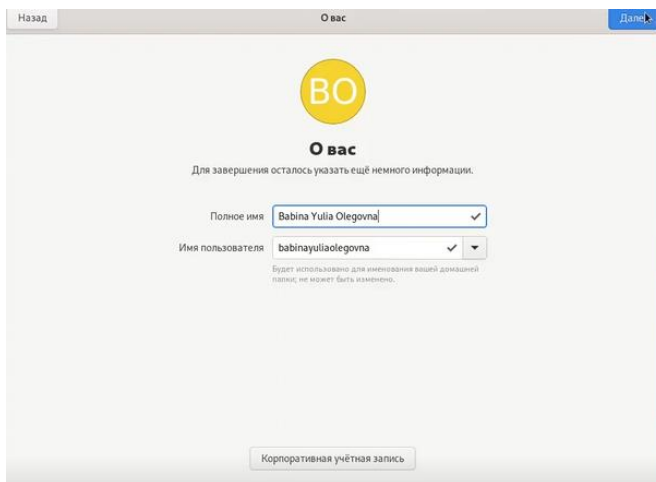 Назад
О вас
Далее
BO
О вас
Для завершения осталось указать ещё немного информации.
Полное имя Babina Yulia Olegovna
Имя пользователя babinayuliaolegovna
Будет использовано для именования вашей домашней
папки; не может быть изменено.
Корпоративная учётная запись